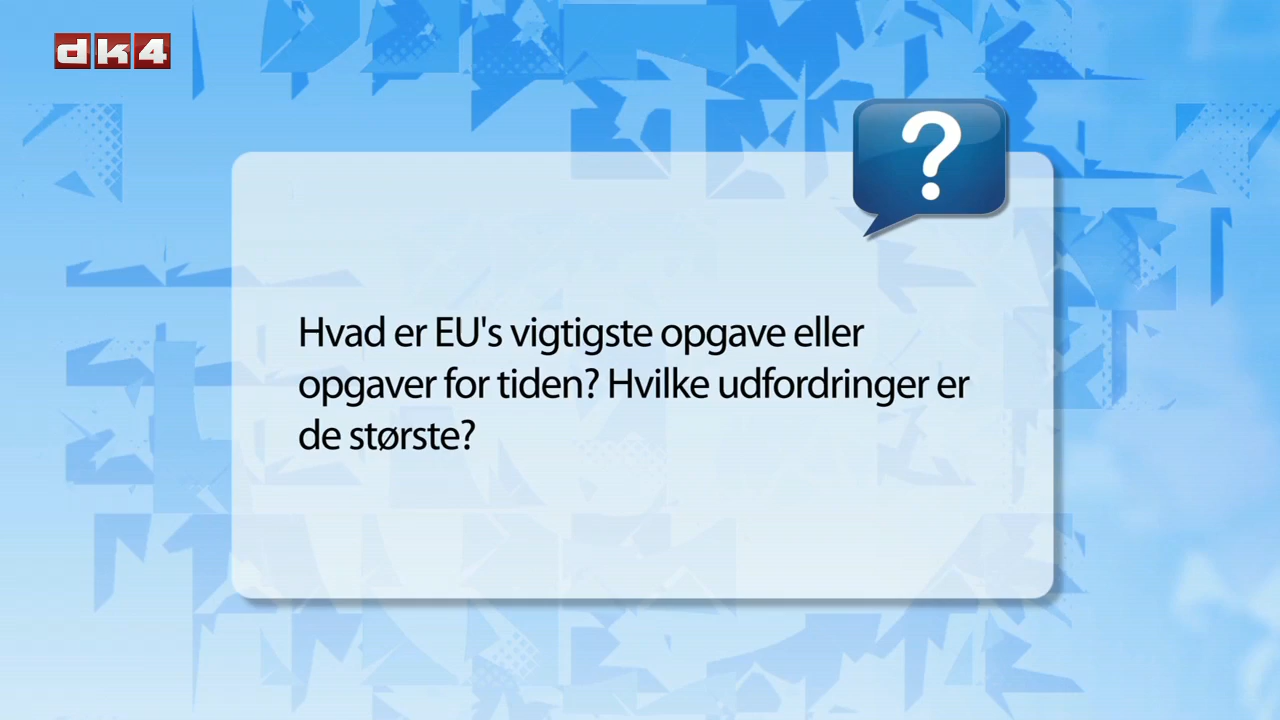 dk4
?
Hvad er EU's vigtigste opgave eller
opgaver for tiden? Hvilke udfordringer er
de største?